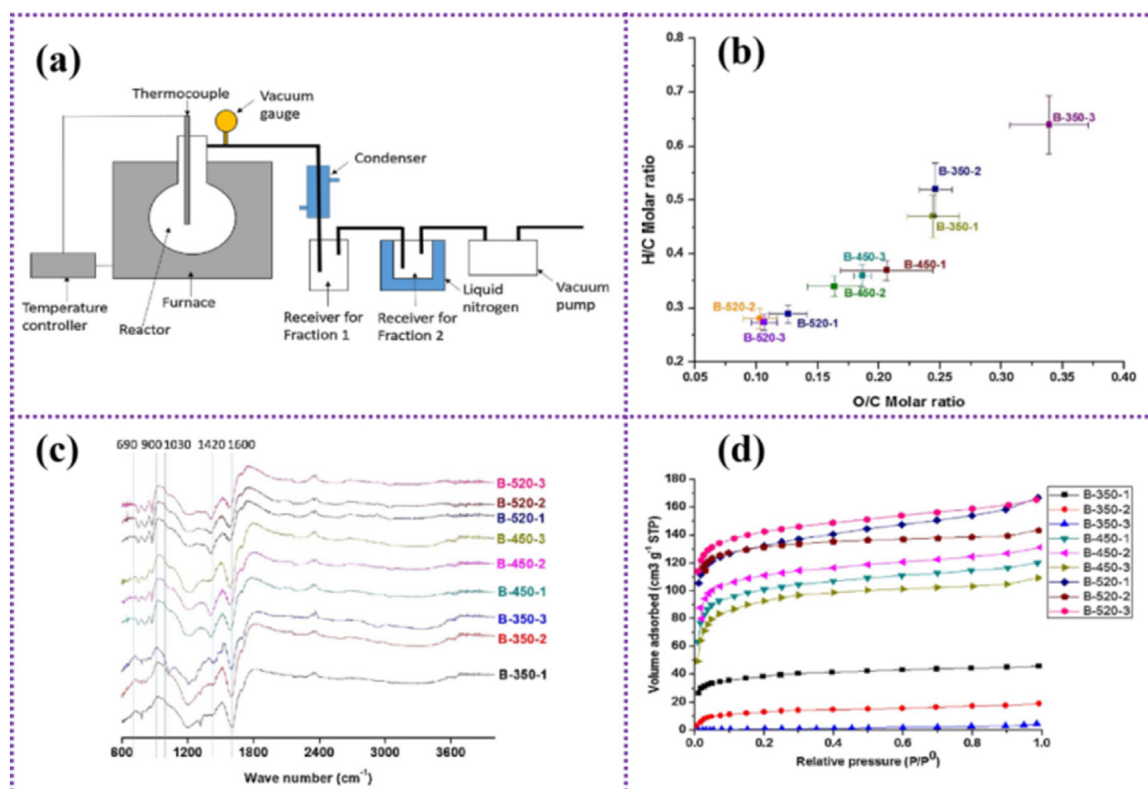 (a)
Thermocouple
Vacuum
gauge
Condenser
Temperature
controller
Furnace
Reactor
Receiver for
Fraction 1
Receiver for
Fraction 2
Liquid
nitrogen
Vacuum
pump
(b)
H/C Molar ratio
0.8
0.7
0.6
0.5
0.4
0.3
0.2
B-350-3
B-350-2
B-350-1
B-450-3
B-450-1
B-450-2
B-520-2
B-520-1
B-520-3
0.05 0.10 0.15 0.20 0.25 0.30 0.35 0.40
O/C Molar ratio
(c)
690 900 1030 1420 1600
B-520-3
B-520-2
B-520-1
B-450-3
B-450-2
B-450-1
B-350-3
B-350-2
B-350-1
600 1200 1800 2400 3000 3600
Wave number (cm-1)
(d)
Volume adsorbed (cm3 g-1 STP)
180
160
140
120
100
80
60
40
20
0
0.0 0.2 0.4 0.6 0.8 1.0
Relative pressure (P/P0)
B-350-1
B-350-2
B-350-3
B-450-1
B-450-2
B-450-3
B-520-1
B-520-2
B-520-3